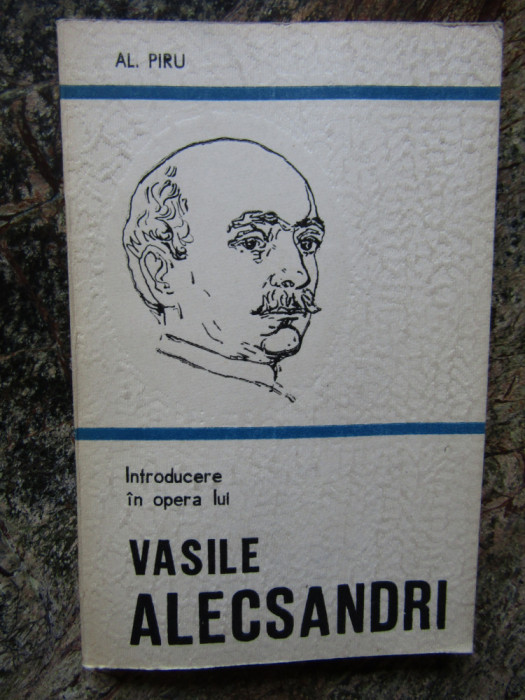 AL. PIRU
Introducere
în opera lui
VASILE
ALECSANDRI